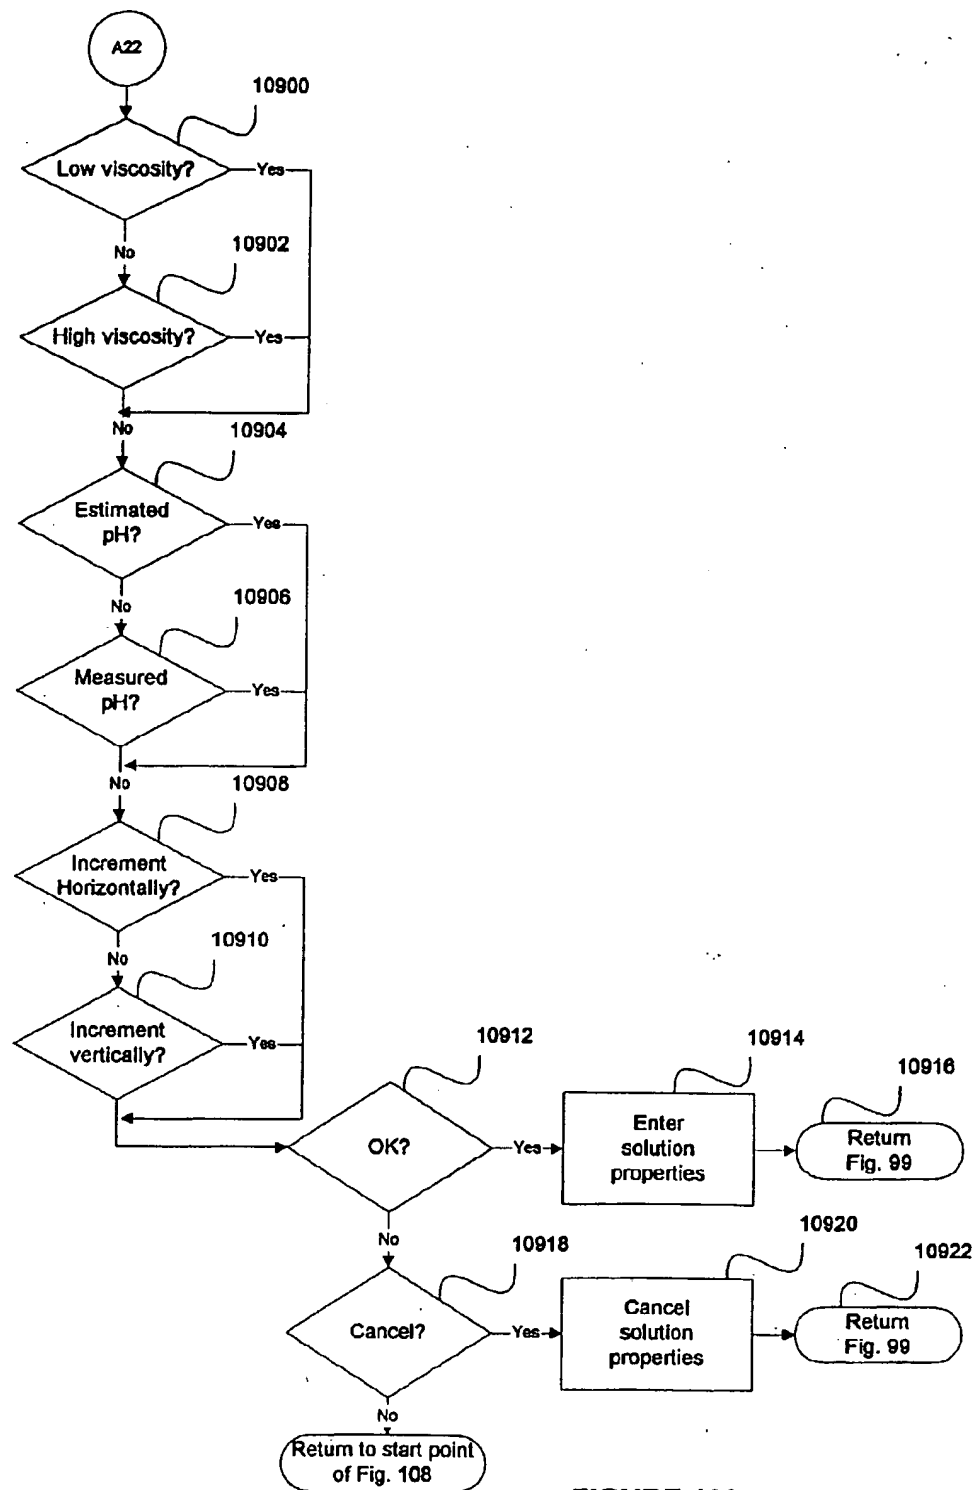 A22
10900
Low viscosity?
Yes
No
10902
High viscosity?
Yes
No
10904
Estimated
pH?
Yes
No
10906
Measured
pH?
Yes
No
10908
Increment
Horizontally?
Yes
No
10910
Increment
vertically?
Yes
10912
OK?
Yes
10914
Enter
solution
properties
10916
Return
Fig. 99
No
10918
Cancel?
Yes
10920
Cancel
solution
properties
10922
Return
Fig. 99
No
Return to start point
of Fig. 108